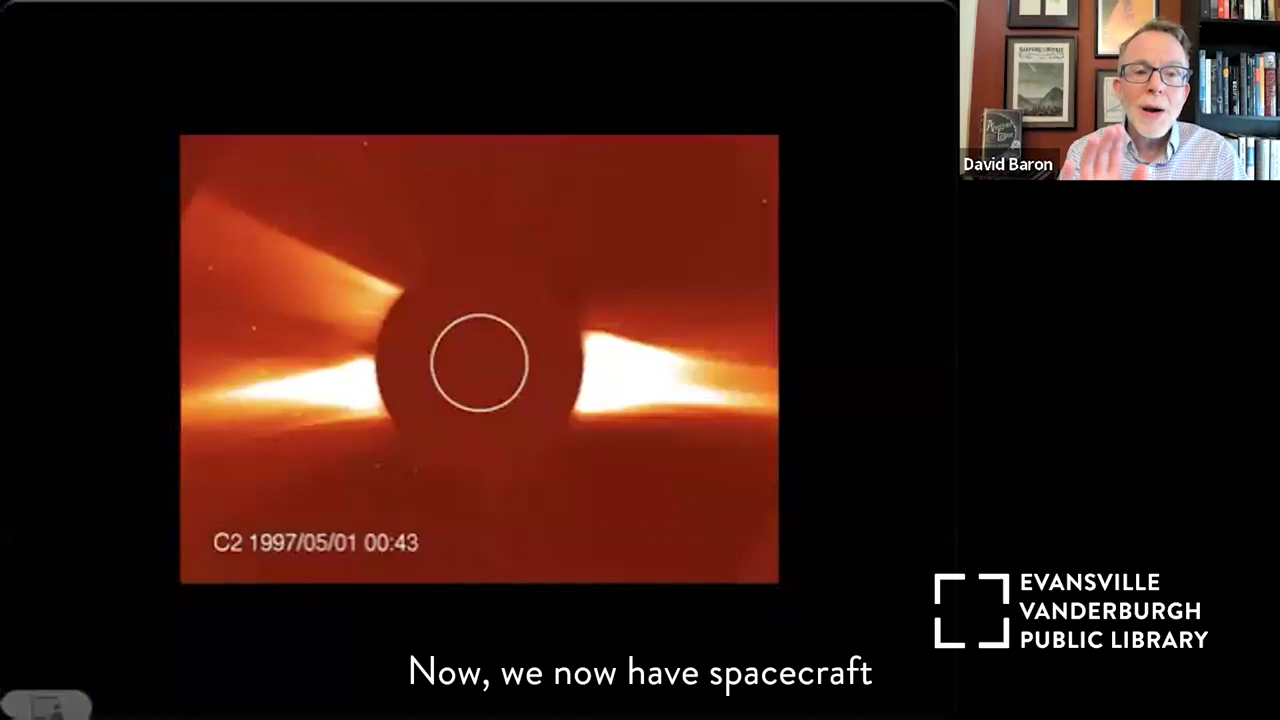 David Baron
C2 1997/05/01 00:43
EVANSVILLE
VANDERBURGH
PUBLIC LIBRARY
Now, we now have spacecraft